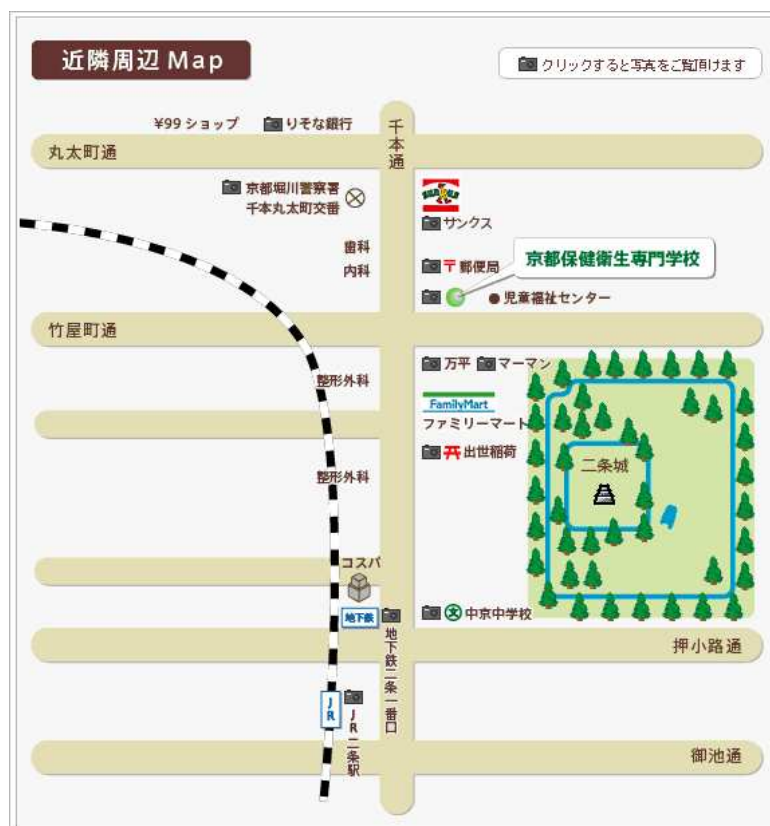 近隣周辺 Map
クリックすると写真をご覧頂けます
¥99 ショップ
りそな銀行
千本通
丸太町通
京都堀川警察署
千本丸太町交番
サンクス
歯科
内科
〒郵便局
京都保健衛生専門学校
●児童福祉センター
竹屋町通
万平
マーマン
整形外科
FamilyMart
ファミリーマート
出世稲荷
二条城
整形外科
コスパ
地下鉄
文
中京中学校
地下鉄二条一番口
押小路通
JR
JR二条駅
御池通